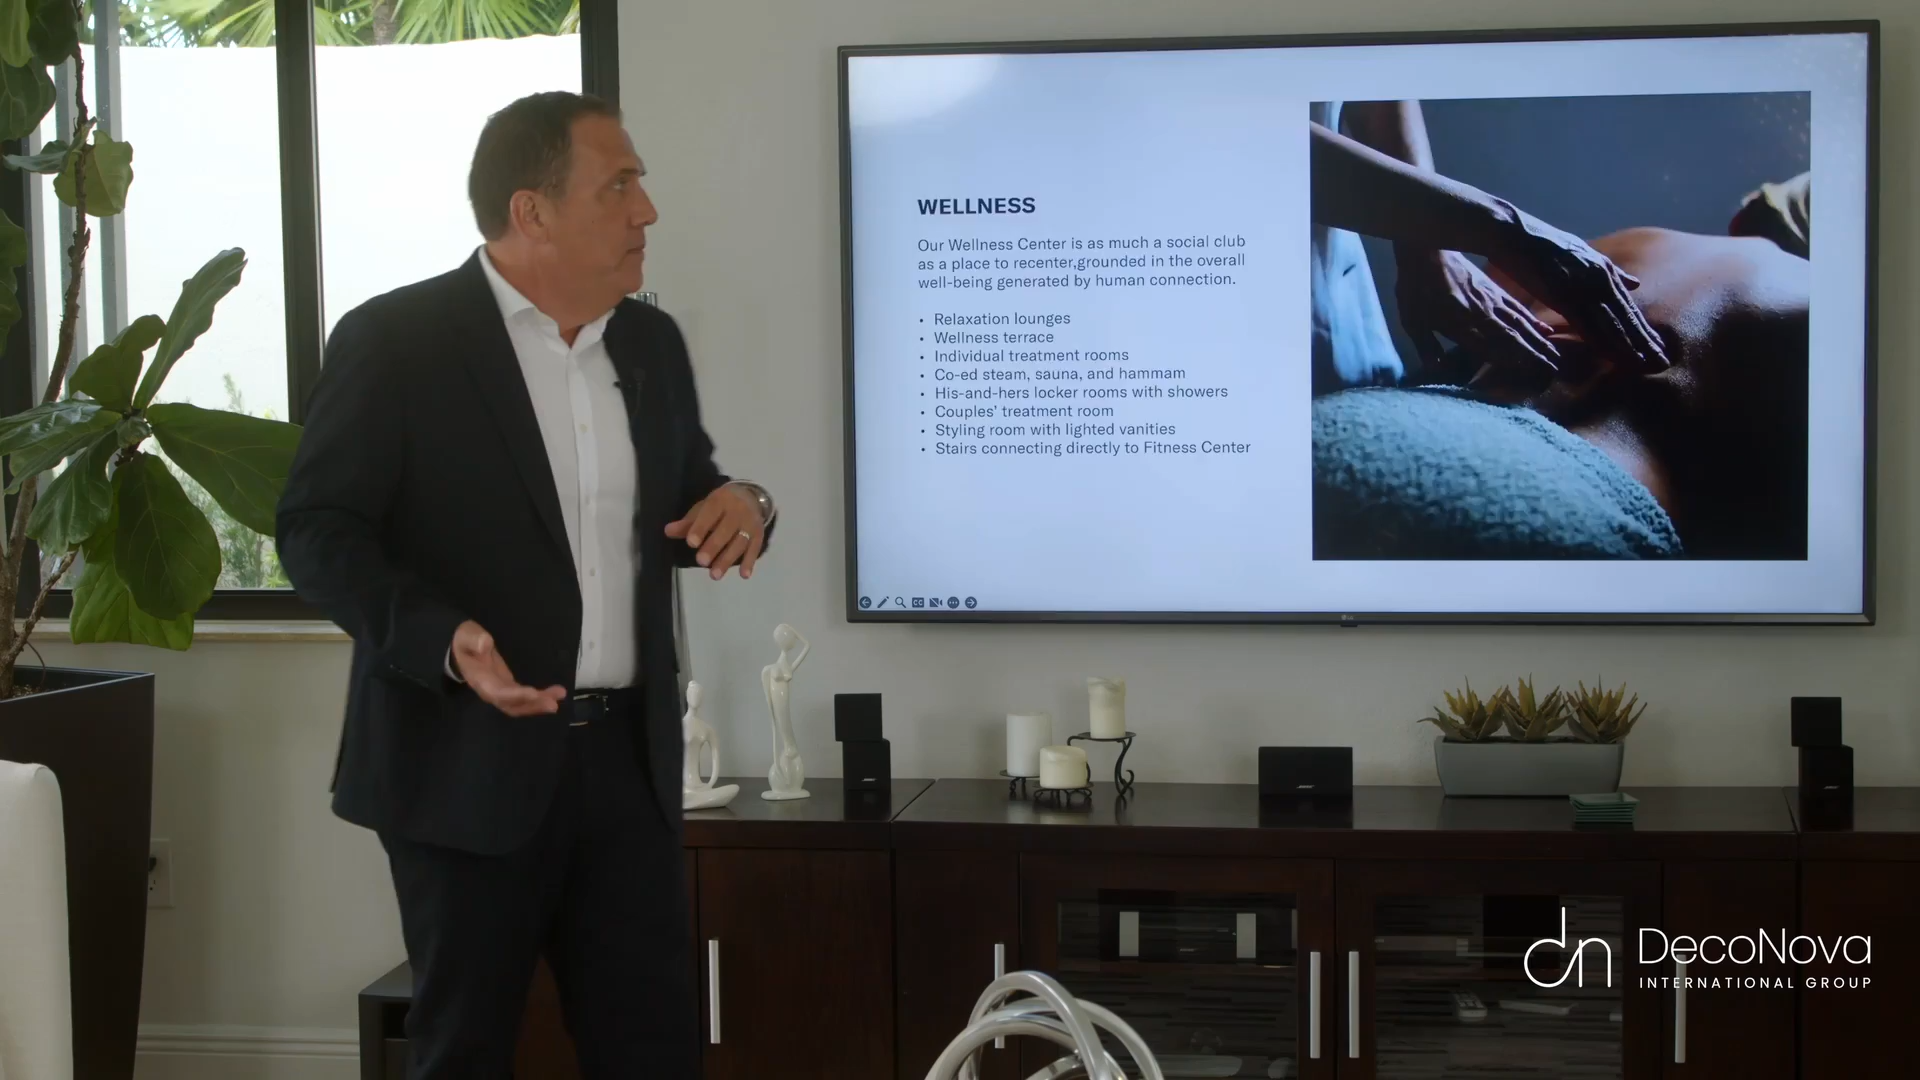 WELLNESS
Our Wellness Center is as much a social club
as a place to recenter,grounded in the overall
well-being generated by human connection.
• Relaxation lounges
• Wellness terrace
• Individual treatment rooms
• Co-ed steam, sauna, and hammam
• His-and-hers locker rooms with showers
• Couples' treatment room
• Styling room with lighted vanities
• Stairs connecting directly to Fitness Center
dn DecoNova
INTERNATIONAL GROUP